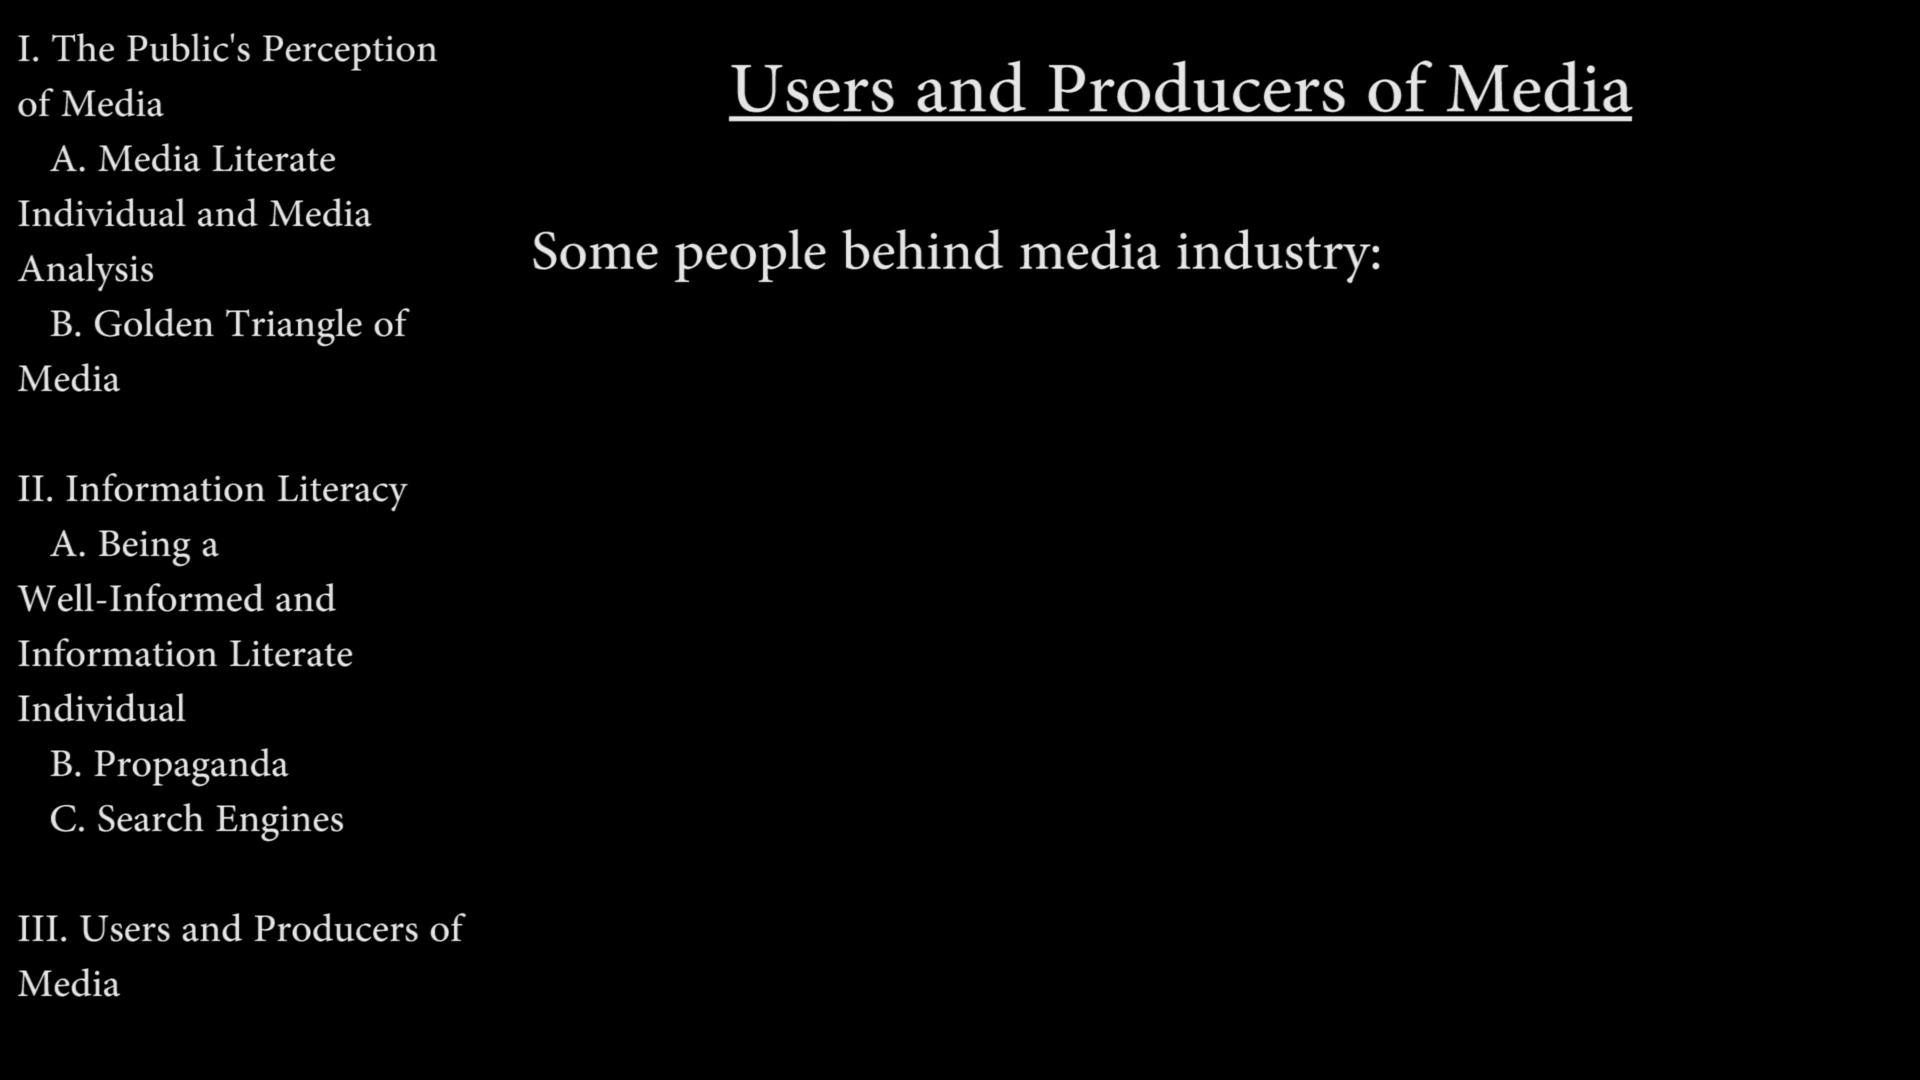 I. The Public's Perception
of Media
A. Media Literate
Individual and Media
Analysis
B. Golden Triangle of
Media
II. Information Literacy
A. Being a
Well-Informed and
Information Literate
Individual
B. Propaganda
C. Search Engines
III. Users and Producers of
Media
Users and Producers of Media
Some people behind media industry: